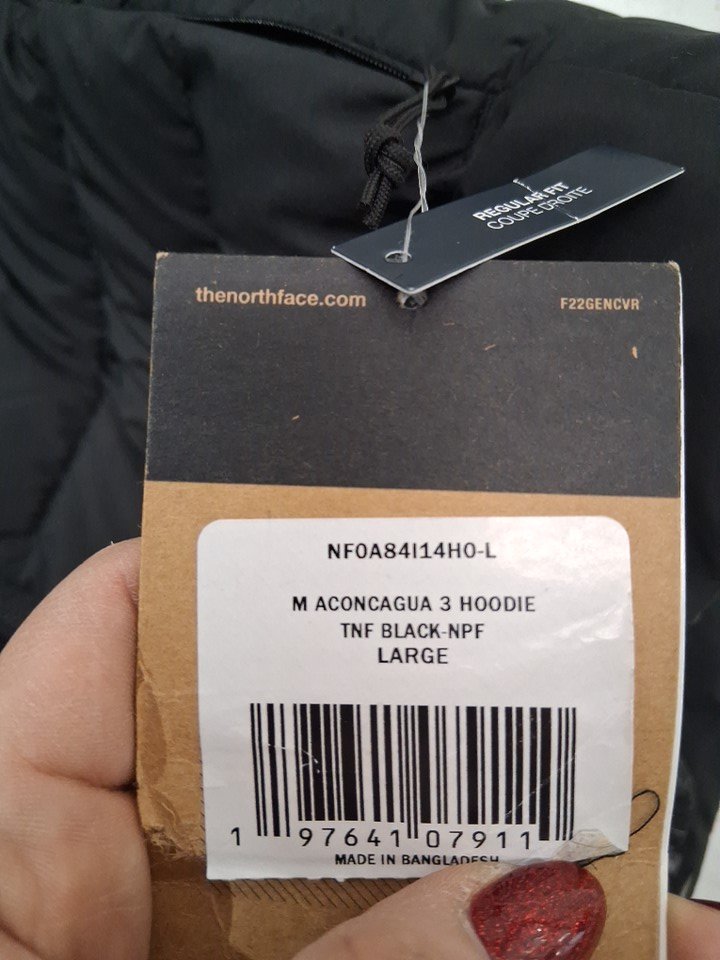 REGULAR FIT
COUPE DROITE
thenorthface.com
F22GENCVR
NF0A84I14H0-L
M ACONCAGUA 3 HOODIE
TNF BLACK-NPF
LARGE
1 97641 07911
MADE IN BANGLADESH